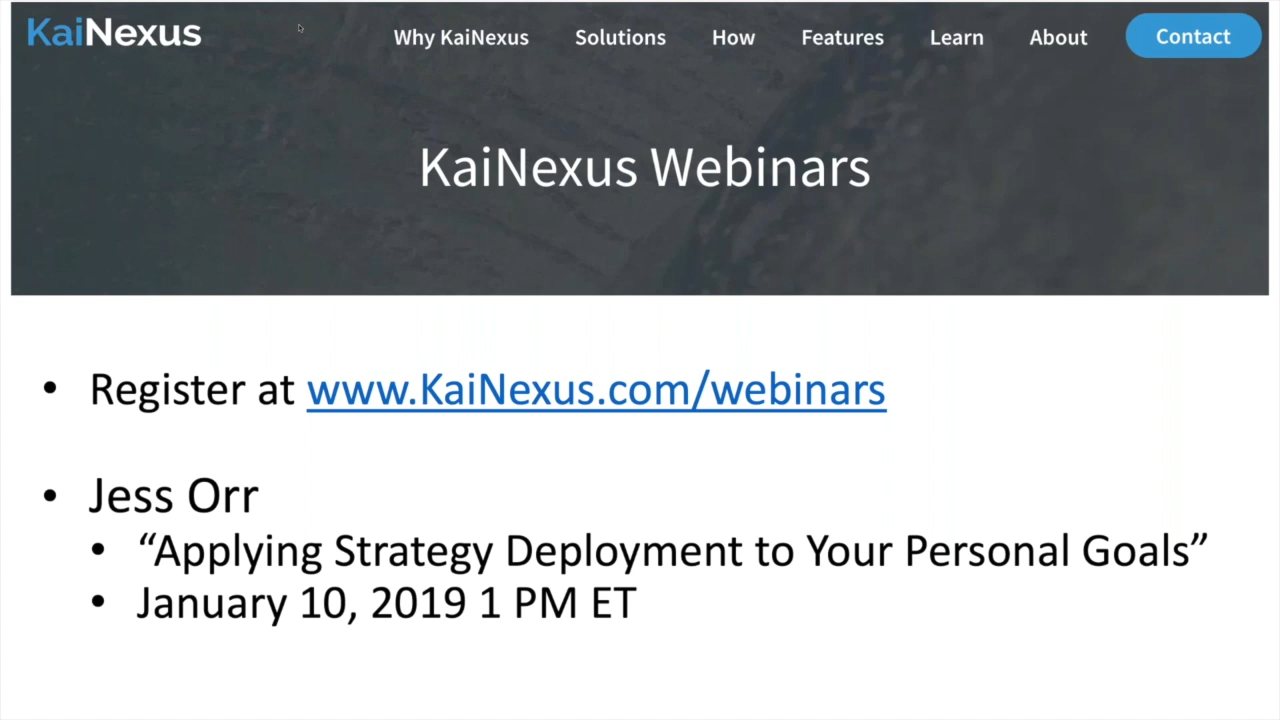 KaiNexus Why KaiNexus Solutions How Features Learn About Contact
KaiNexus Webinars
• Register at www.KaiNexus.com/webinars
• Jess Orr
• “Applying Strategy Deployment to Your Personal Goals”
• January 10, 2019 1 PM ET